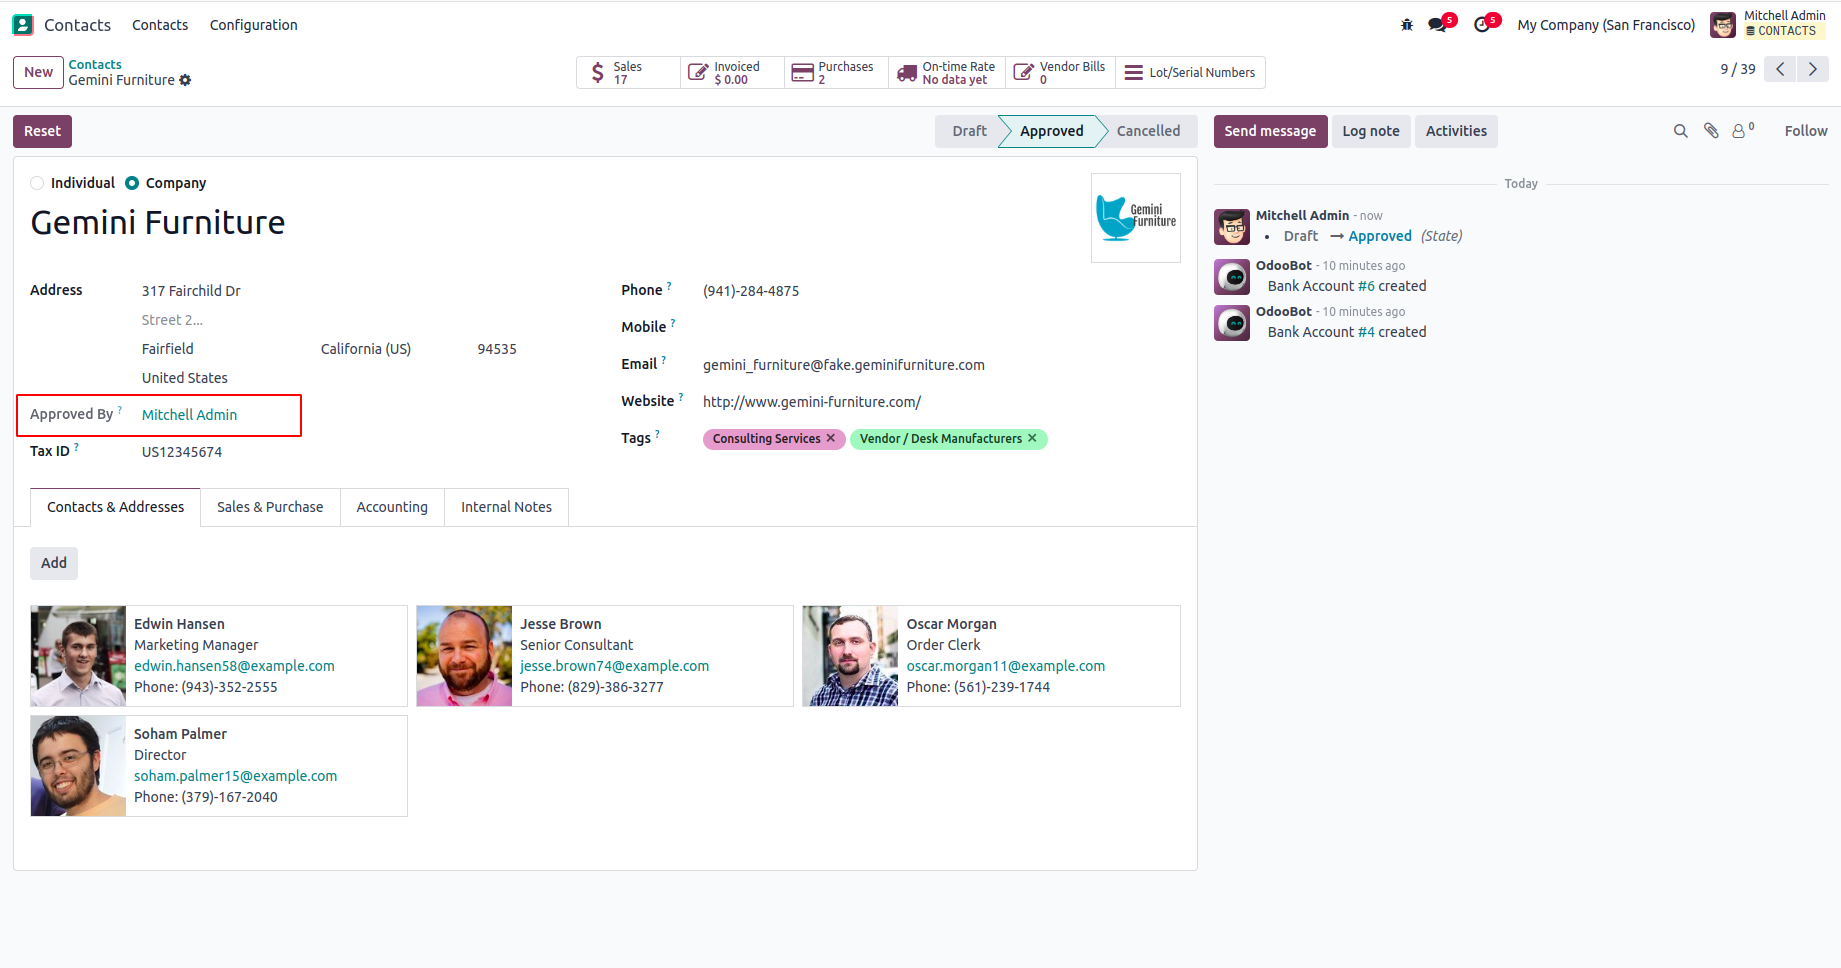 Contacts Contacts Configuration 5 5 My Company (San Francisco) Mitchell Admin
CONTACTS
New Contacts
Gemini Furniture
Sales
17
Invoiced
$ 0.00
Purchases
2
On-time Rate
No data yet
Vendor Bills
0
Lot/Serial Numbers
9 / 39
Reset Draft Approved Cancelled Send message Log note Activities 0 Follow
Individual Company
Gemini Furniture
Gemini
Furniture
Address 317 Fairchild Dr
Street 2...
Fairfield California (US) 94535
United States
Approved By ? Mitchell Admin
Tax ID ? US12345674
Phone ? (941)-284-4875
Mobile ?
Email ? gemini_furniture@fake.geminifurniture.com
Website ? http://www.gemini-furniture.com/
Tags ? Consulting Services × Vendor / Desk Manufacturers ×
Contacts & Addresses Sales & Purchase Accounting Internal Notes
Add
Edwin Hansen
Marketing Manager
edwin.hansen58@example.com
Phone: (943)-352-2555
Jesse Brown
Senior Consultant
jesse.brown74@example.com
Phone: (829)-386-3277
Oscar Morgan
Order Clerk
oscar.morgan11@example.com
Phone: (561)-239-1744
Soham Palmer
Director
soham.palmer15@example.com
Phone: (379)-167-2040
Today
Mitchell Admin - now
• Draft → Approved (State)
OdooBot - 10 minutes ago
Bank Account #6 created
OdooBot - 10 minutes ago
Bank Account #4 created